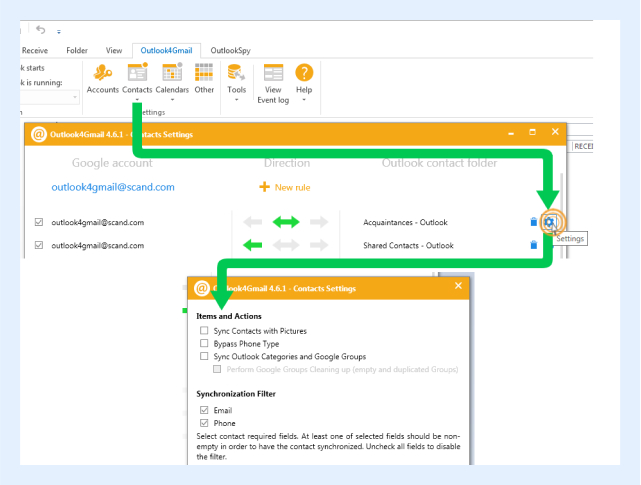 Receive Folder View Outlook4Gmail OutlookSpy
k starts
k is running:
Accounts Contacts Calendars Other Tools View Event log Help
ttings
@ Outlook4Gmail 4.6.1 - Contacts Settings
RECEI
Google account Direction Outlook contact folder
outlook4gmail@scand.com + New rule
outlook4gmail@scand.com Acquaintances - Outlook
Settings
outlook4gmail@scand.com Shared Contacts - Outlook
@ Outlook4Gmail 4.6.1 - Contacts Settings
Items and Actions
Sync Contacts with Pictures
Bypass Phone Type
Sync Outlook Categories and Google Groups
Perform Google Groups Cleaning up (empty and duplicated Groups)
Synchronization Filter
Email
Phone
Select contact required fields. At least one of selected fields should be non-
empty in order to have the contact synchronized. Uncheck all fields to disable
the filter.